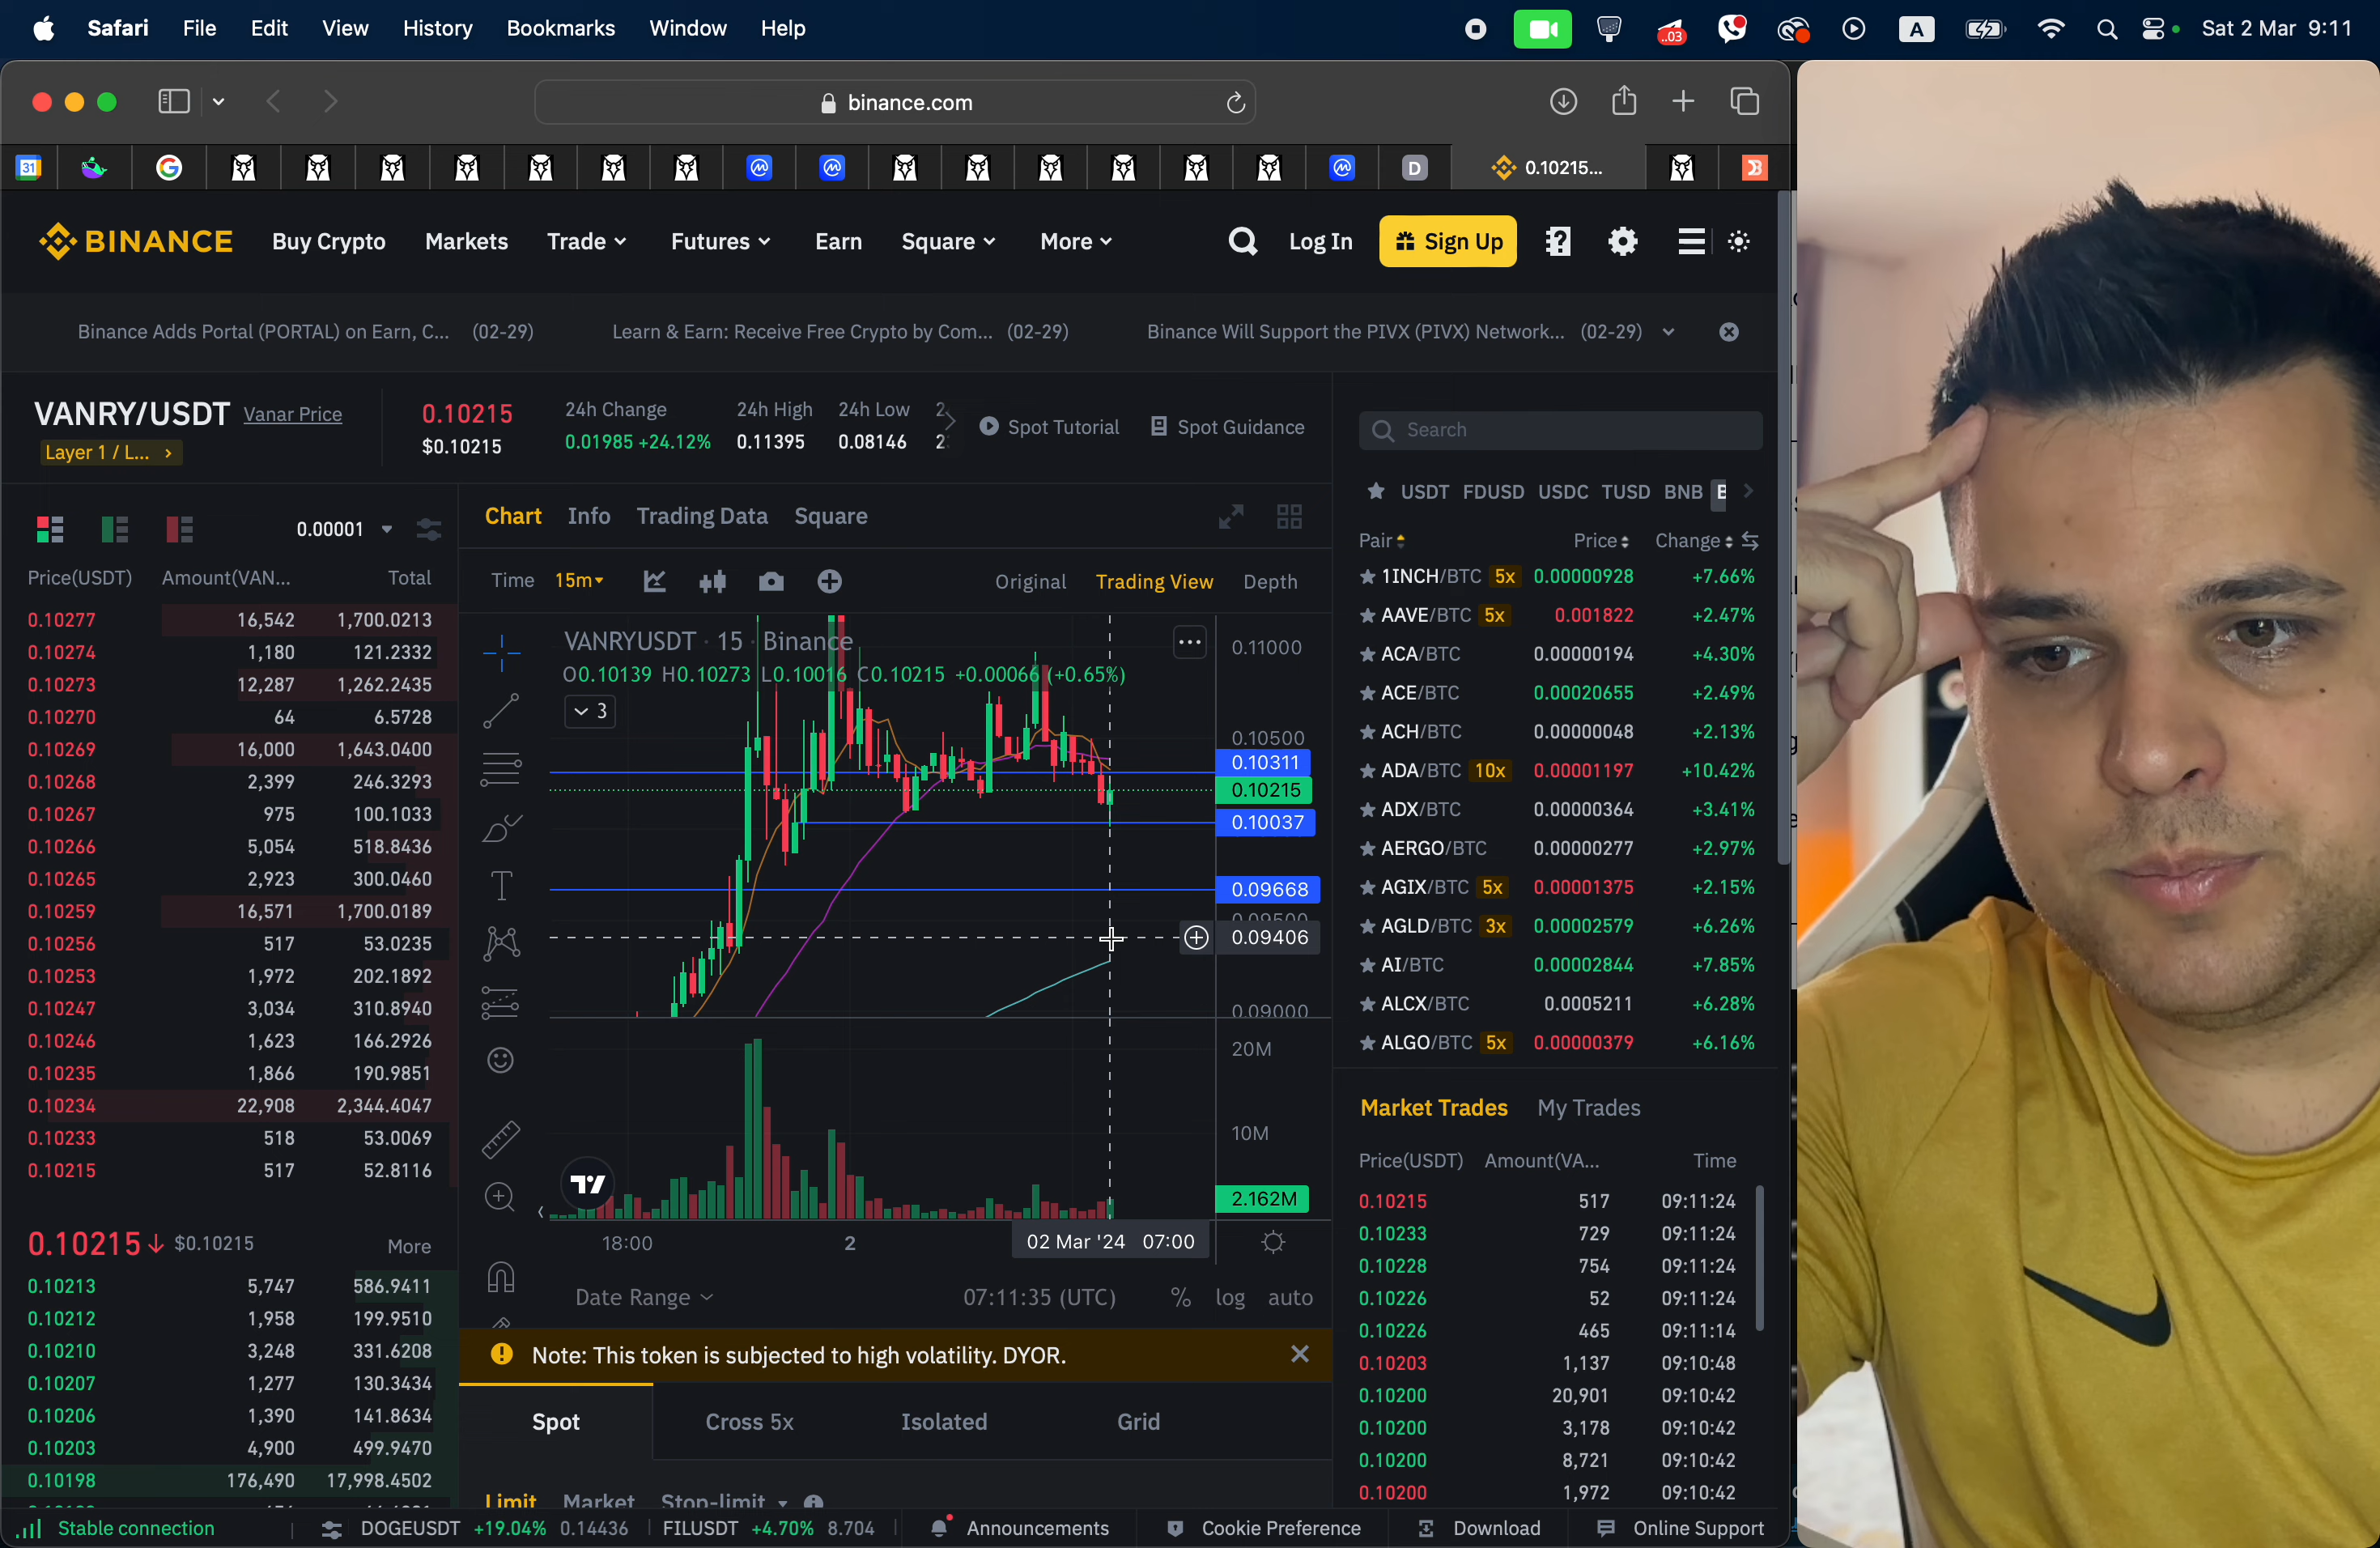 Safari File Edit View History Bookmarks Window Help
..03
A
Sat 2 Mar 9:11
binance.com
31
D
0.10215...
BINANCE
Buy Crypto Markets Trade Futures Earn Square More
Log In Sign Up
Binance Adds Portal (PORTAL) on Earn, C... (02-29)
Learn & Earn: Receive Free Crypto by Com... (02-29)
Binance Will Support the PIVX (PIVX) Network... (02-29)
VANRY/USDT Vanar Price
Layer 1 / L... >
0.10215
$0.10215
24h Change
0.01985 +24.12%
24h High
0.11395
24h Low
0.08146
Spot Tutorial
Spot Guidance
0.00001
Price(USDT) Amount(VAN... Total
0.10277 16,542 1,700.0213
0.10274 1,180 121.2332
0.10273 12,287 1,262.2435
0.10270 64 6.5728
0.10269 16,000 1,643.0400
0.10268 2,399 246.3293
0.10267 975 100.1033
0.10266 5,054 518.8436
0.10265 2,923 300.0460
0.10259 16,571 1,700.0189
0.10256 517 53.0235
0.10253 1,972 202.1892
0.10247 3,034 310.8940
0.10246 1,623 166.2926
0.10235 1,866 190.9851
0.10234 22,908 2,344.4047
0.10233 518 53.0069
0.10215 517 52.8116
0.10215 $0.10215 More
0.10213 5,747 586.9411
0.10212 1,958 199.9510
0.10210 3,248 331.6208
0.10207 1,277 130.3434
0.10206 1,390 141.8634
0.10203 4,900 499.9470
0.10198 176,490 17,998.4502
Chart Info Trading Data Square
Time 15m
Original Trading View Depth
VANRYUSDT · 15 · Binance
O0.10139 H0.10273 L0.10016 C0.10215 +0.00066 (+0.65%)
3
0.11000
0.10500
0.10311
0.10215
0.10037
0.09668
0.09500
0.09406
0.09000
20M
10M
2.162M
18:00 2 02 Mar '24 07:00
Date Range 07:11:35 (UTC) % log auto
Note: This token is subjected to high volatility. DYOR.
Spot Cross 5x Isolated Grid
Limit Market Stop-limit
Search
USDT FDUSD USDC TUSD BNB
Pair Price Change
1INCH/BTC 5x 0.00000928 +7.66%
AAVE/BTC 5x 0.001822 +2.47%
ACA/BTC 0.00000194 +4.30%
ACE/BTC 0.00020655 +2.49%
ACH/BTC 0.00000048 +2.13%
ADA/BTC 10x 0.00001197 +10.42%
ADX/BTC 0.00000364 +3.41%
AERGO/BTC 0.00000277 +2.97%
AGIX/BTC 5x 0.00001375 +2.15%
AGLD/BTC 3x 0.00002579 +6.26%
AI/BTC 0.00002844 +7.85%
ALCX/BTC 0.0005211 +6.28%
ALGO/BTC 5x 0.00000379 +6.16%
Market Trades My Trades
Price(USDT) Amount(VA... Time
0.10215 517 09:11:24
0.10233 729 09:11:24
0.10228 754 09:11:24
0.10226 52 09:11:24
0.10226 465 09:11:14
0.10203 1,137 09:10:48
0.10200 20,901 09:10:42
0.10200 3,178 09:10:42
0.10200 8,721 09:10:42
0.10200 1,972 09:10:42
Stable connection
DOGEUSDT +19.04% 0.14436 FILUSDT +4.70% 8.704
Announcements Cookie Preference Download Online Support